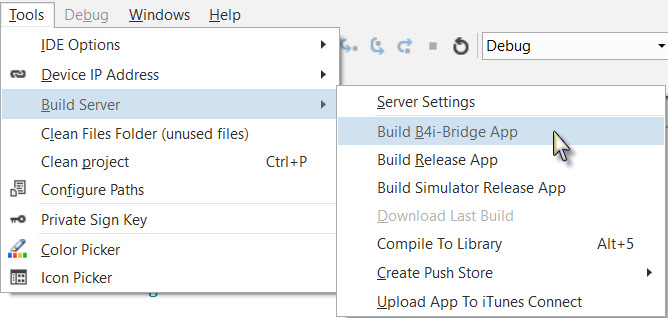 Tools Debug Windows Help
IDE Options
Device IP Address
Build Server
Clean Files Folder (unused files)
Clean project Ctrl+P
Configure Paths
Private Sign Key
Color Picker
Icon Picker
Debug
Server Settings
Build B4i-Bridge App
Build Release App
Build Simulator Release App
Download Last Build
Compile To Library Alt+5
Create Push Store
Upload App To iTunes Connect